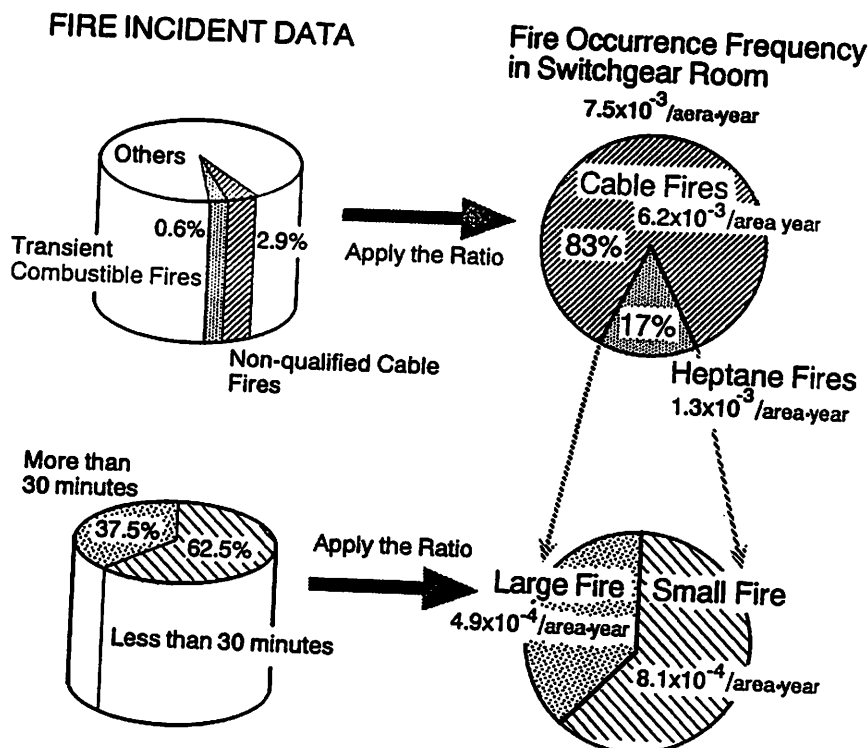 FIRE INCIDENT DATA
Fire Occurrence Frequency
in Switchgear Room
7.5x10⁻³/aera-year
Others
0.6%
2.9%
Transient
Combustible Fires
Non-qualified Cable
Fires
Apply the Ratio
Cable Fires
6.2x10⁻³/area year
83%
17%
Heptane Fires
1.3x10⁻³/area-year
More than
30 minutes
37.5%
62.5%
Less than 30 minutes
Apply the Ratio
Large Fire
4.9x10⁻⁴/area-year
Small Fire
8.1x10⁻⁴/area-year